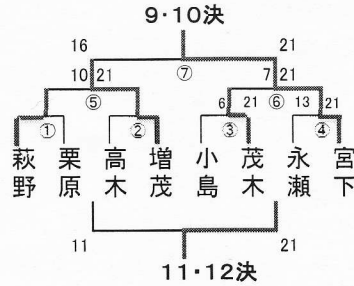 9・10決
16 21
⑦
10 21 7 21
⑤ ⑥
6 21 13 21
① ② ③ ④
萩野 栗原 高木 増茂 小島 茂木 永瀬 宮下
11 21
11・12決